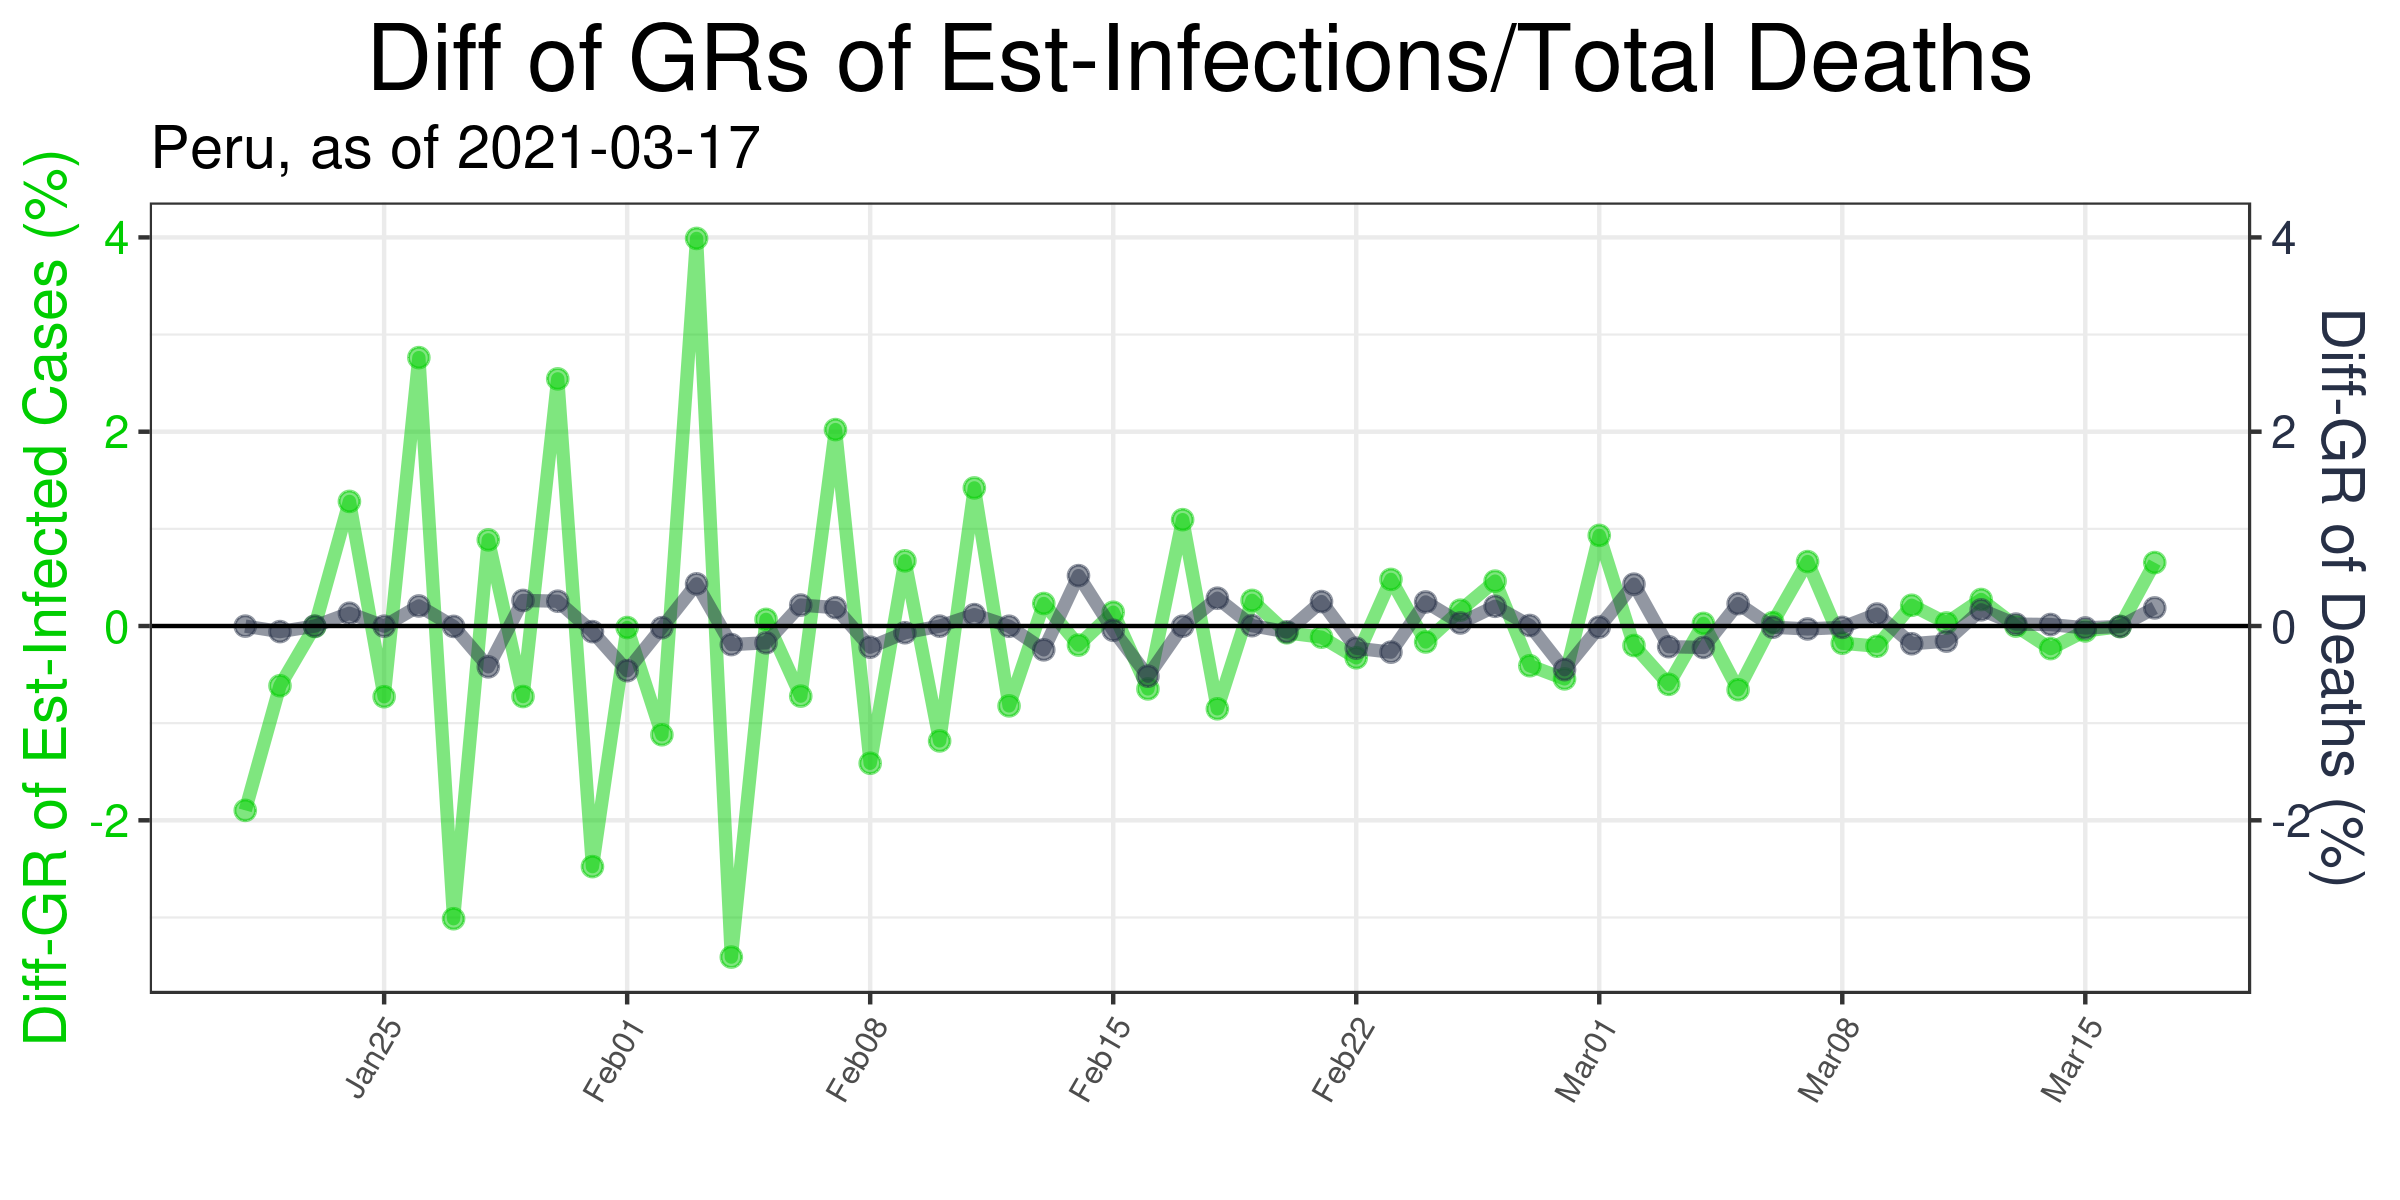 Diff of GRs of Est-Infections/Total Deaths
Peru, as of 2021-03-17
Diff-GR of Est-Infected Cases (%)
4
2
0
-2
4
2
0
-2
Diff-GR of Deaths (%)
Jan25
Feb01
Feb08
Feb15
Feb22
Mar01
Mar08
Mar15